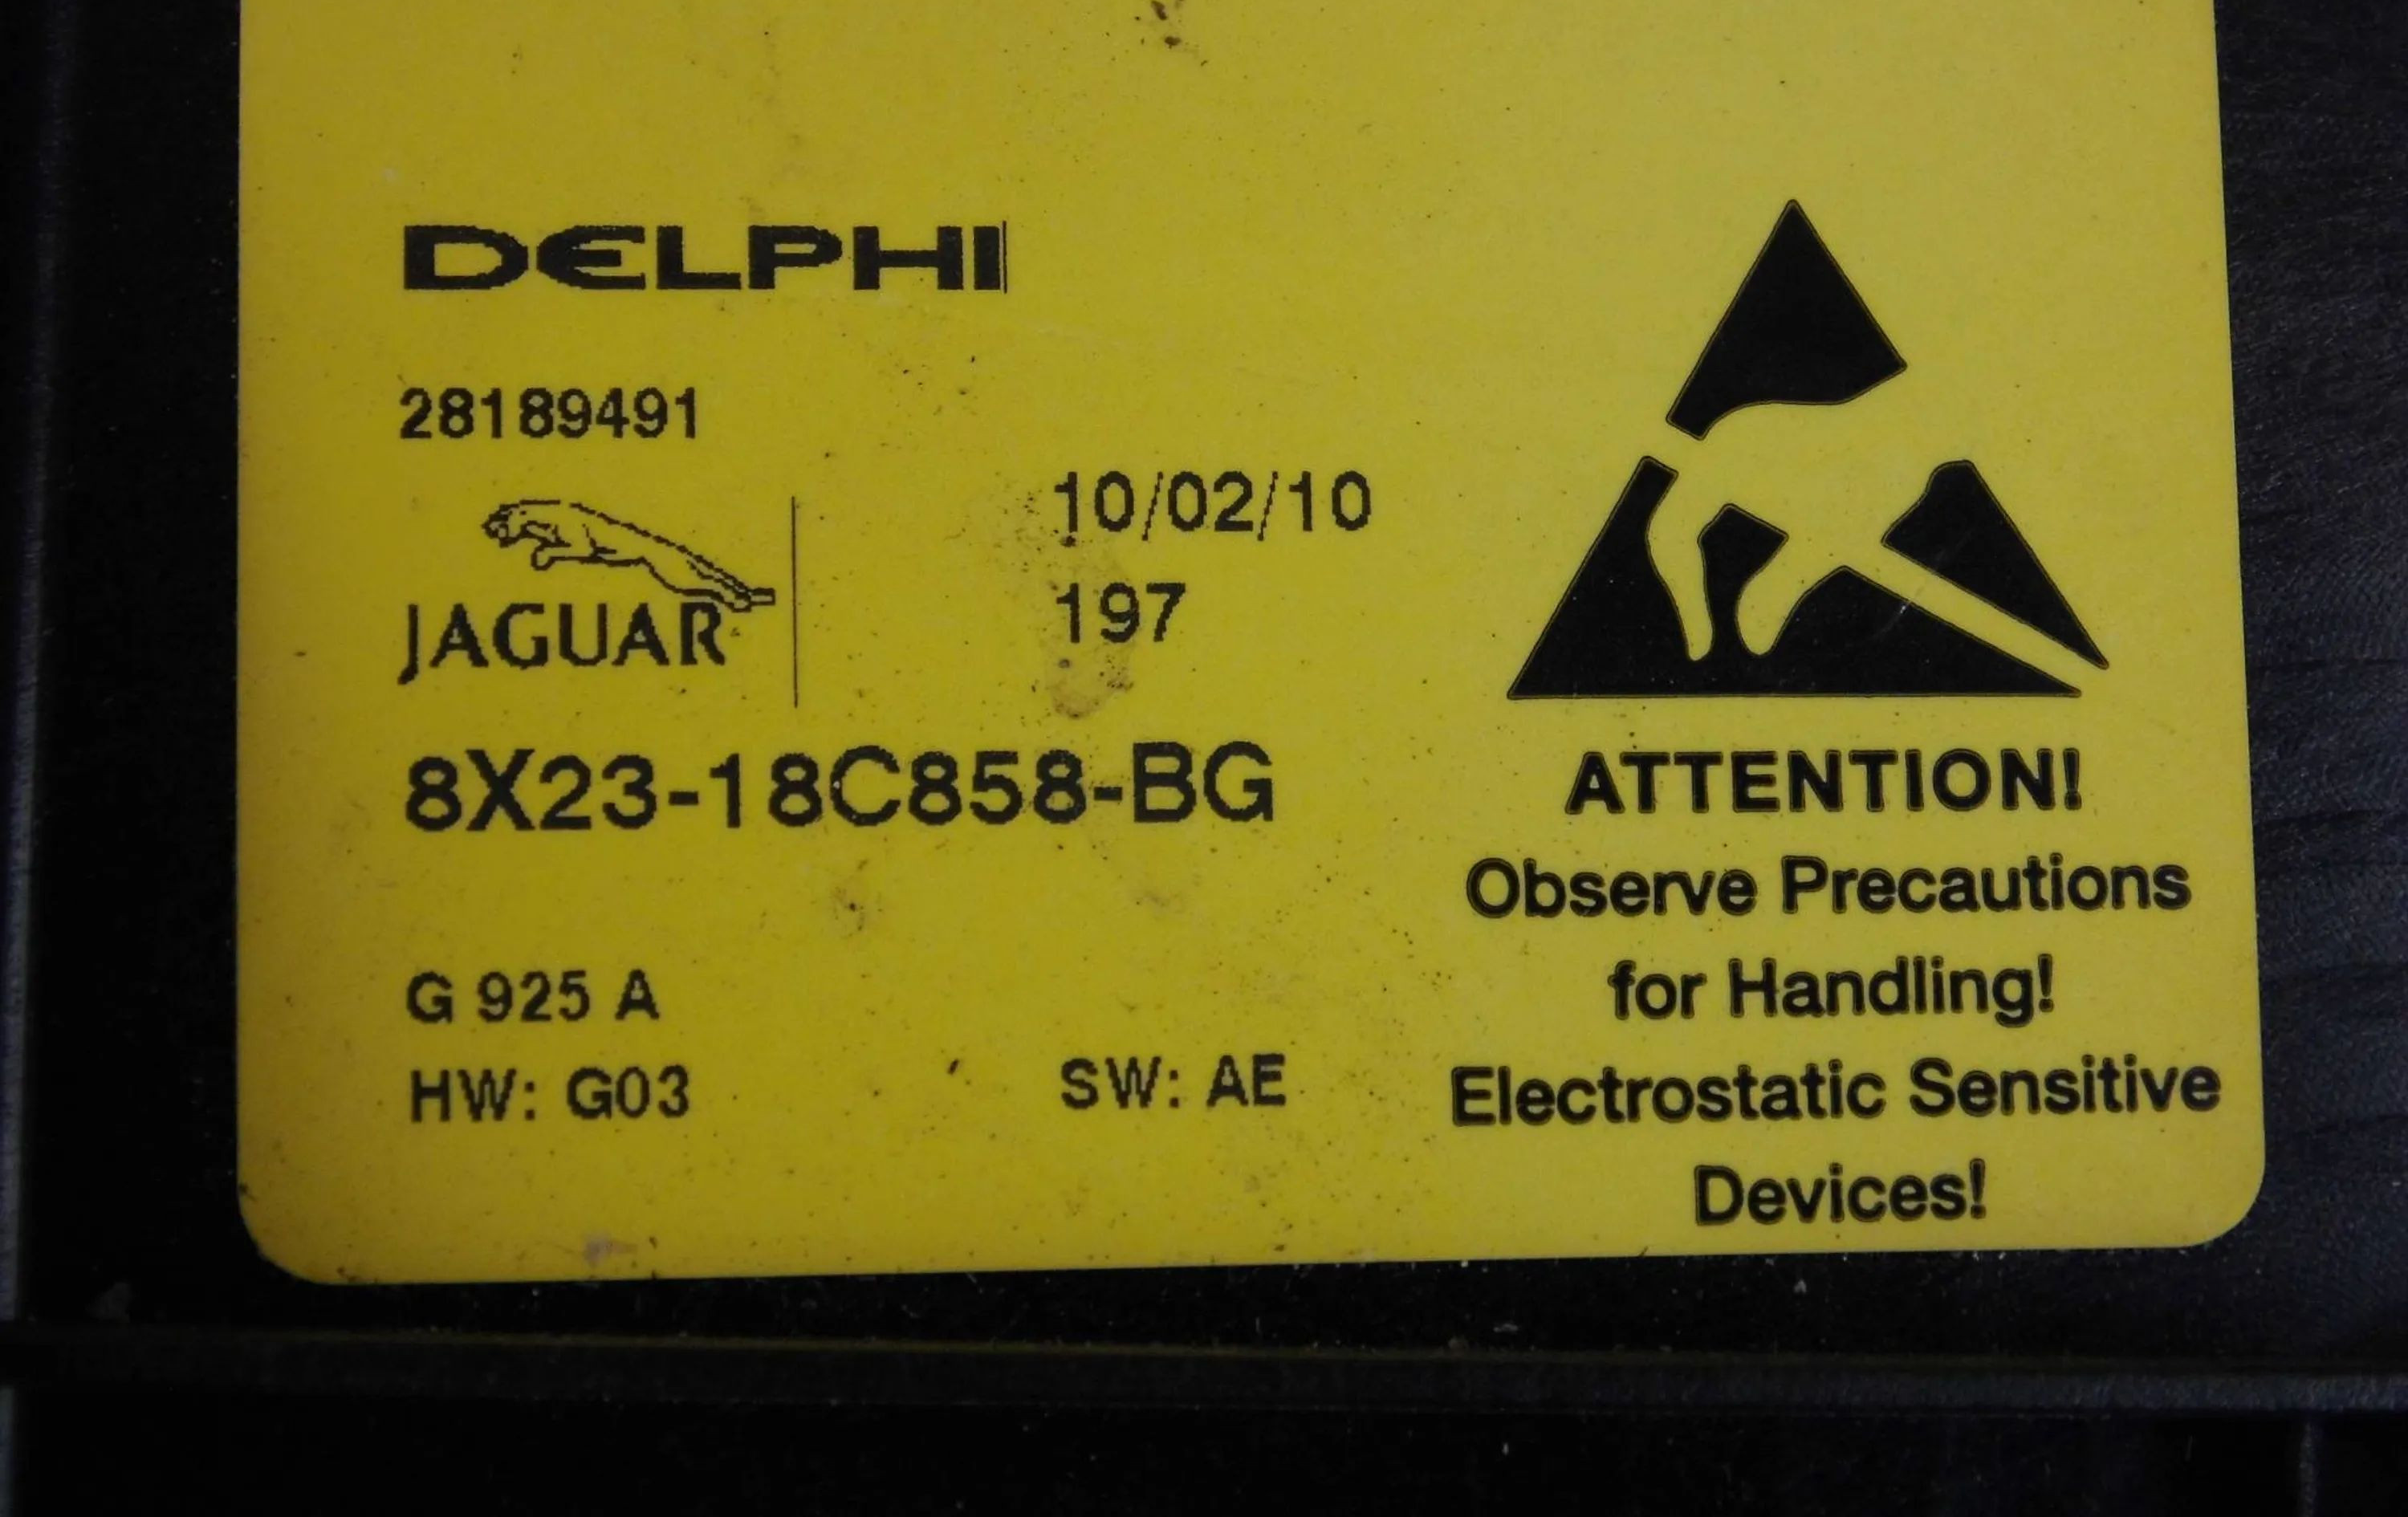 DELPHI
28189491
JAGUAR
10/02/10
197
8X23-18C858-BG
G 925 A
HW: G03
SW: AE
ATTENTION!
Observe Precautions
for Handling!
Electrostatic Sensitive
Devices!